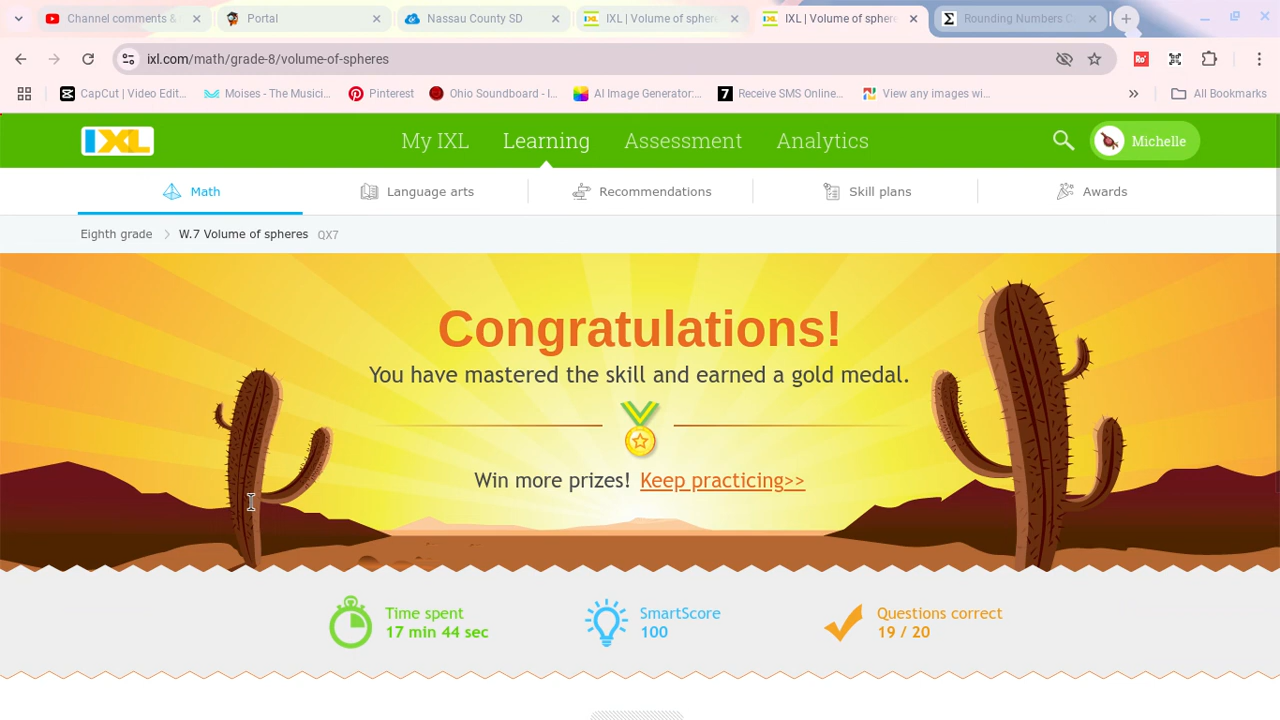 Channel comments &
Portal
Nassau County SD
IXL | Volume of sphere
IXL | Volume of sphere
Rounding Numbers C
ixl.com/math/grade-8/volume-of-spheres
CapCut | Video Edit...
Moises - The Musici...
Pinterest
Ohio Soundboard - I...
AI Image Generator:...
Receive SMS Online...
View any images wi...
All Bookmarks
IXL
My IXL
Learning
Assessment
Analytics
Michelle
Math
Language arts
Recommendations
Skill plans
Awards
Eighth grade
W.7 Volume of spheres
QX7
Congratulations!
You have mastered the skill and earned a gold medal.
Win more prizes! Keep practicing>>
Time spent
17 min 44 sec
SmartScore
100
Questions correct
19 / 20